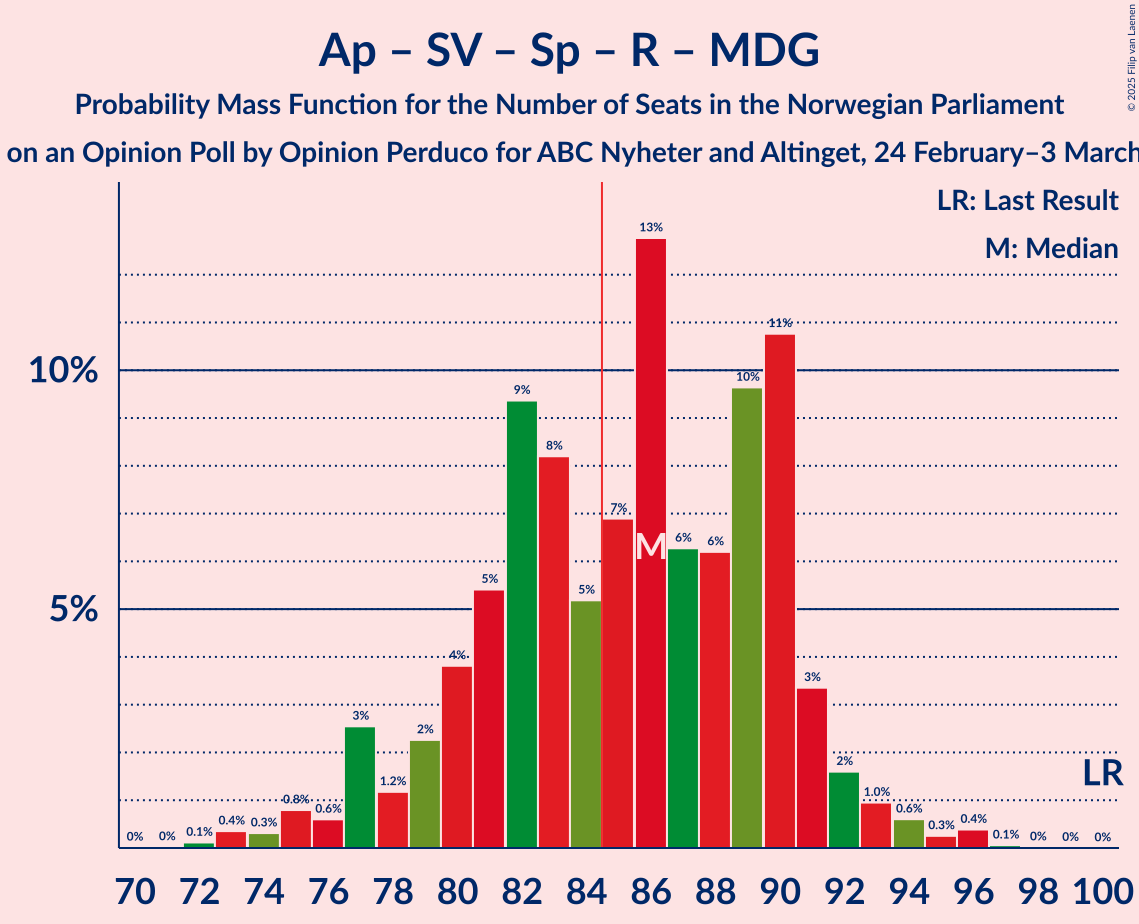 © 2025 Filip van Laenen
Ap – SV – Sp – R – MDG
Probability Mass Function for the Number of Seats in the Norwegian Parliament
on an Opinion Poll by Opinion Perduco for ABC Nyheter and Altinget, 24 February–3 March
LR: Last Result
M: Median
10%
5%
0% 0% 0.1% 0.4% 0.3% 0.8% 0.6% 3% 1.2% 2% 4% 5% 9% 8% 5% 7% 13% 6% 6% 10% 11% 3% 2% 1.0% 0.6% 0.3% 0.4% 0.1% 0% 0% 0%
M
LR
70 72 74 76 78 80 82 84 86 88 90 92 94 96 98 100